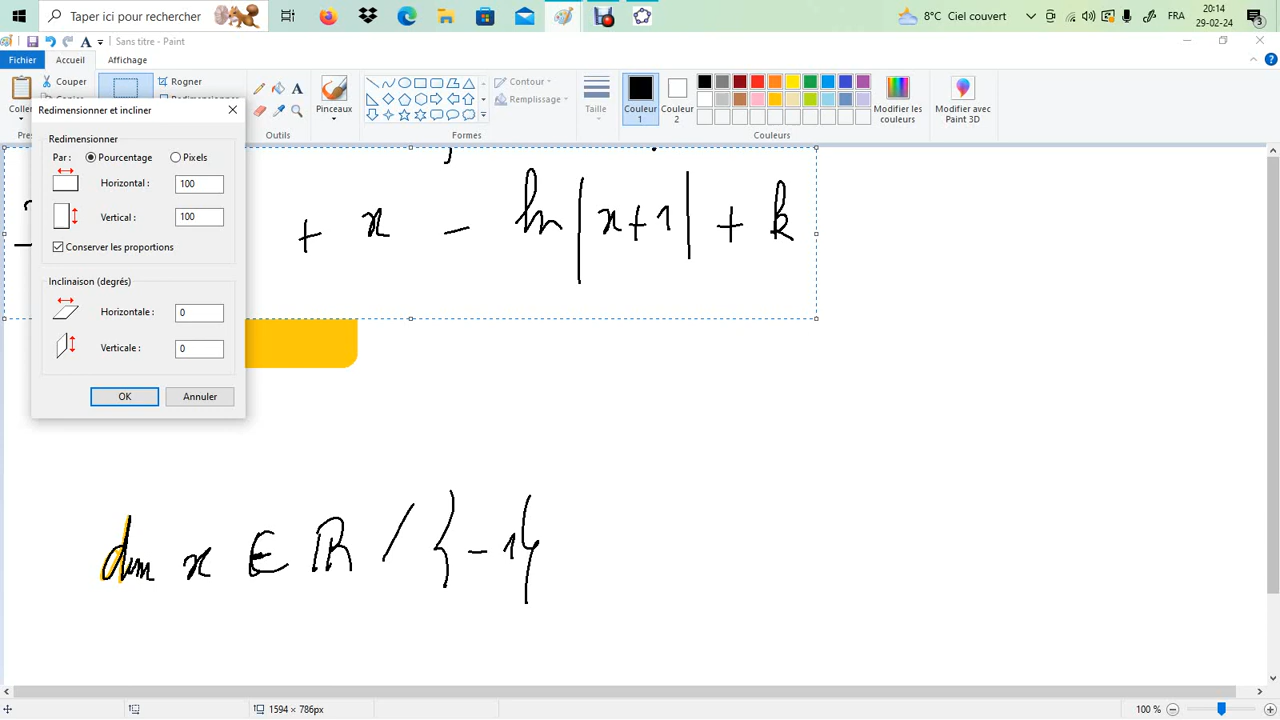 Taper ici pour rechercher
8°C Ciel couvert
FRA
20:14
29-02-24
3
Sans titre - Paint
Fichier
Accueil
Affichage
Coller
Couper
Rogner
Pinceaux
Contour
Remplissage
Taille
Couleur 1
Couleur 2
Modifier les couleurs
Modifier avec Paint 3D
Outils
Formes
Couleurs
Redimensionner et incliner
Redimensionner
Par : Pourcentage Pixels
Horizontal : 100
Vertical : 100
Conserver les proportions
Inclinaison (degrés)
Horizontale : 0
Verticale : 0
OK Annuler
+ x - ln|x+1| + k
dom x ∈ ℝ / {-1}
1594 × 786px
100 %